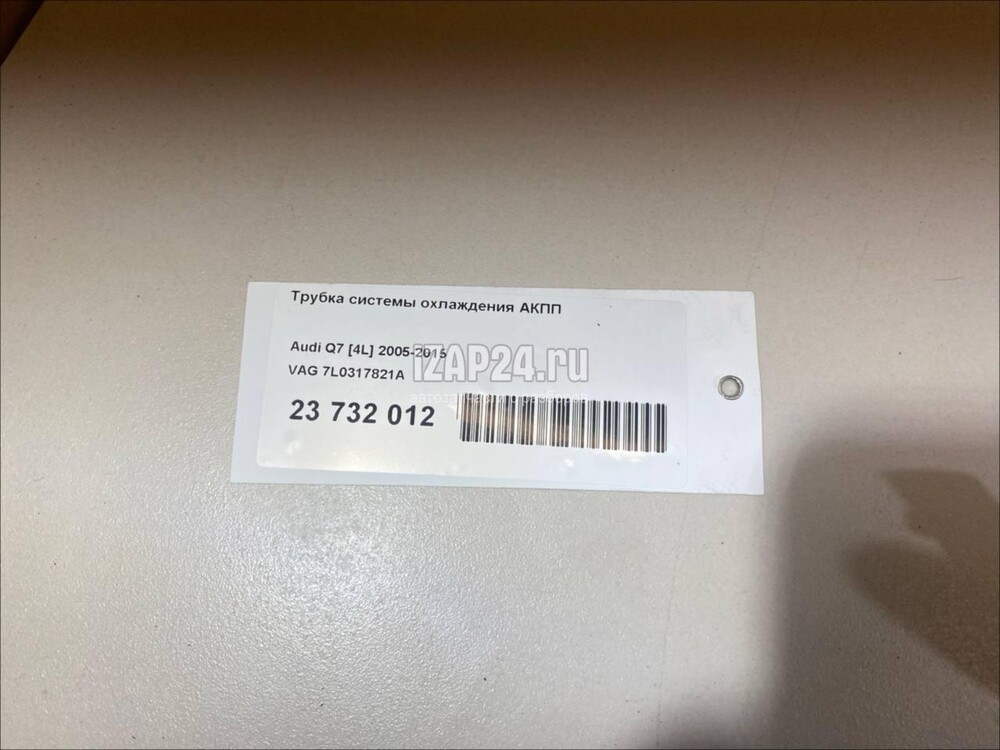 Трубка системы охлаждения АКПП
Audi Q7 [4L] 2005-2015
iZAP24.ru
VAG 7L0317821A
23 732 012